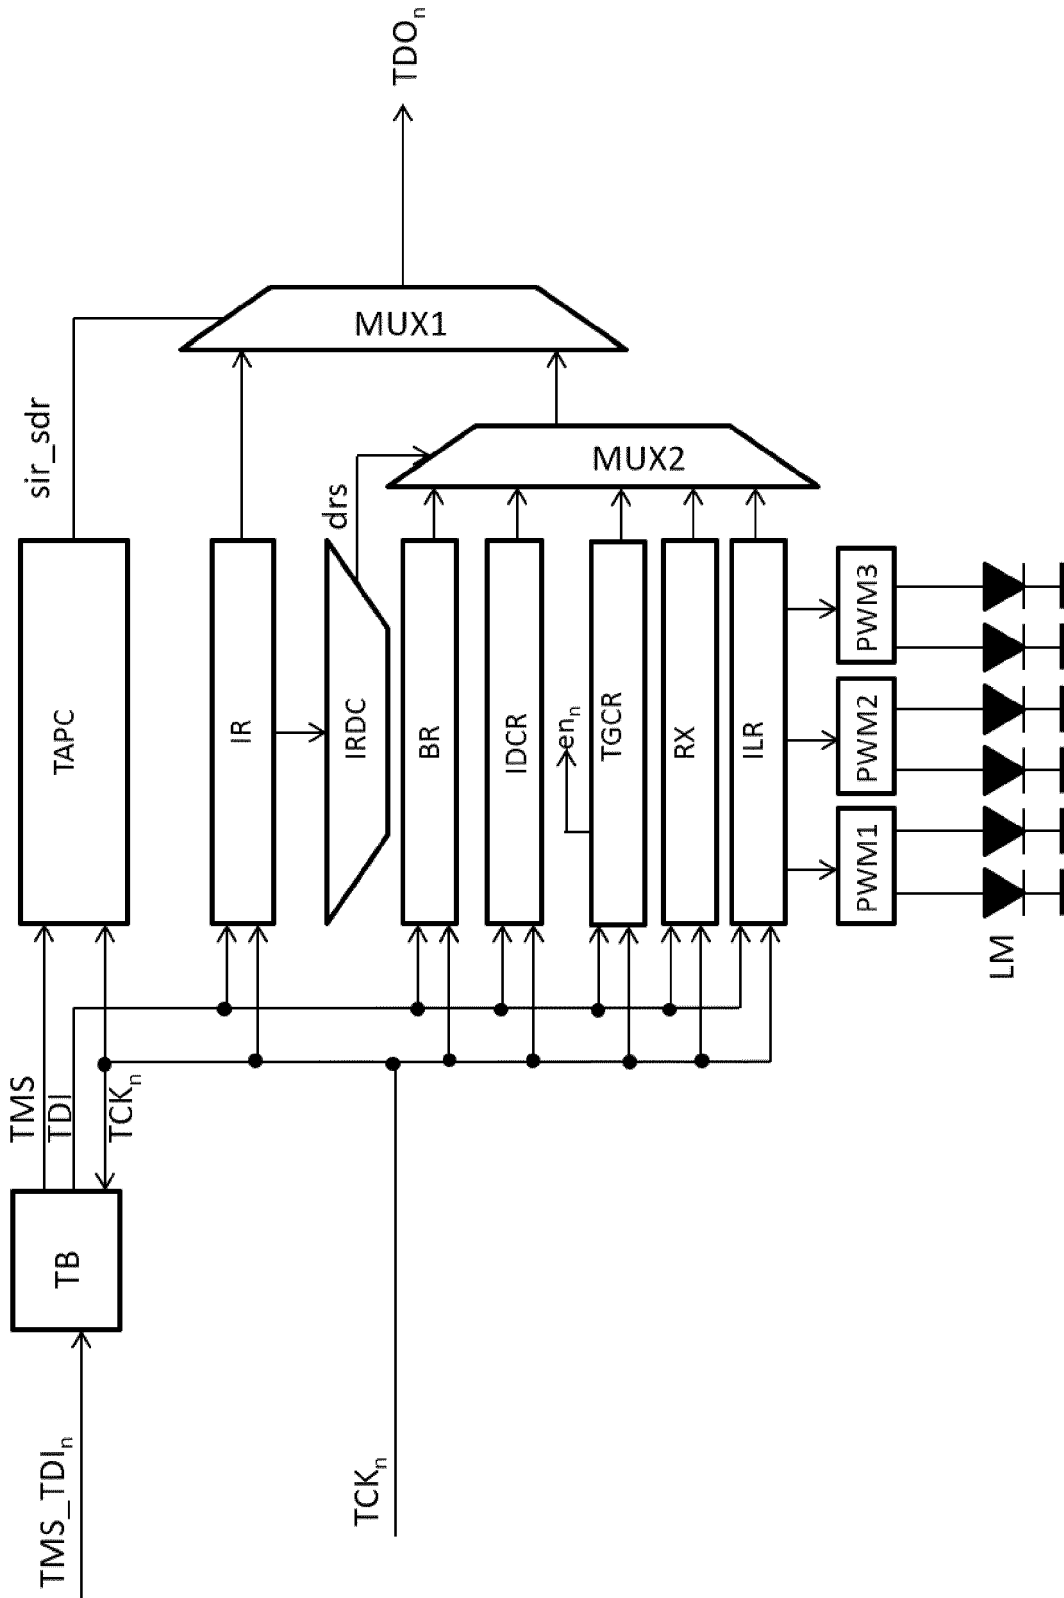 TMS_TDIₙ
TB
TMS
TDI
TCKₙ
TCKₙ
TAPC
sir_sdr
IR
IRDC
drs
BR
IDCR
enₙ
TGCR
RX
ILR
MUX1
MUX2
TDOₙ
PWM1
PWM2
PWM3
LM